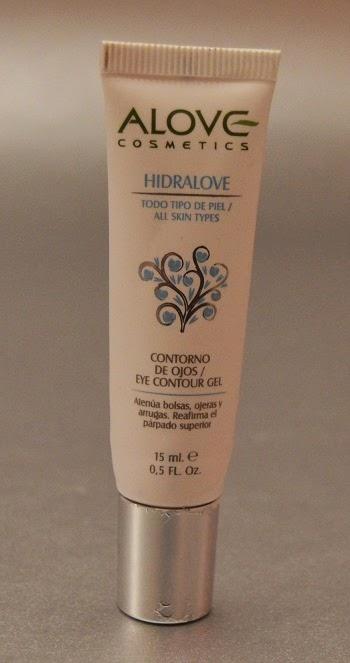 ALOVE
COSMETICS
HIDRALOVE
TODO TIPO DE PIEL /
ALL SKIN TYPES
CONTORNO
DE OJOS /
EYE CONTOUR GEL
Atenúa bolsas, ojeras y
arrugas. Reafirma el
párpado superior
15 ml. ℮
0,5 FL. Oz.